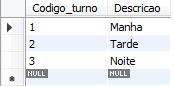 Codigo_turno Descricao
1 Manha
2 Tarde
3 Noite
NULL NULL